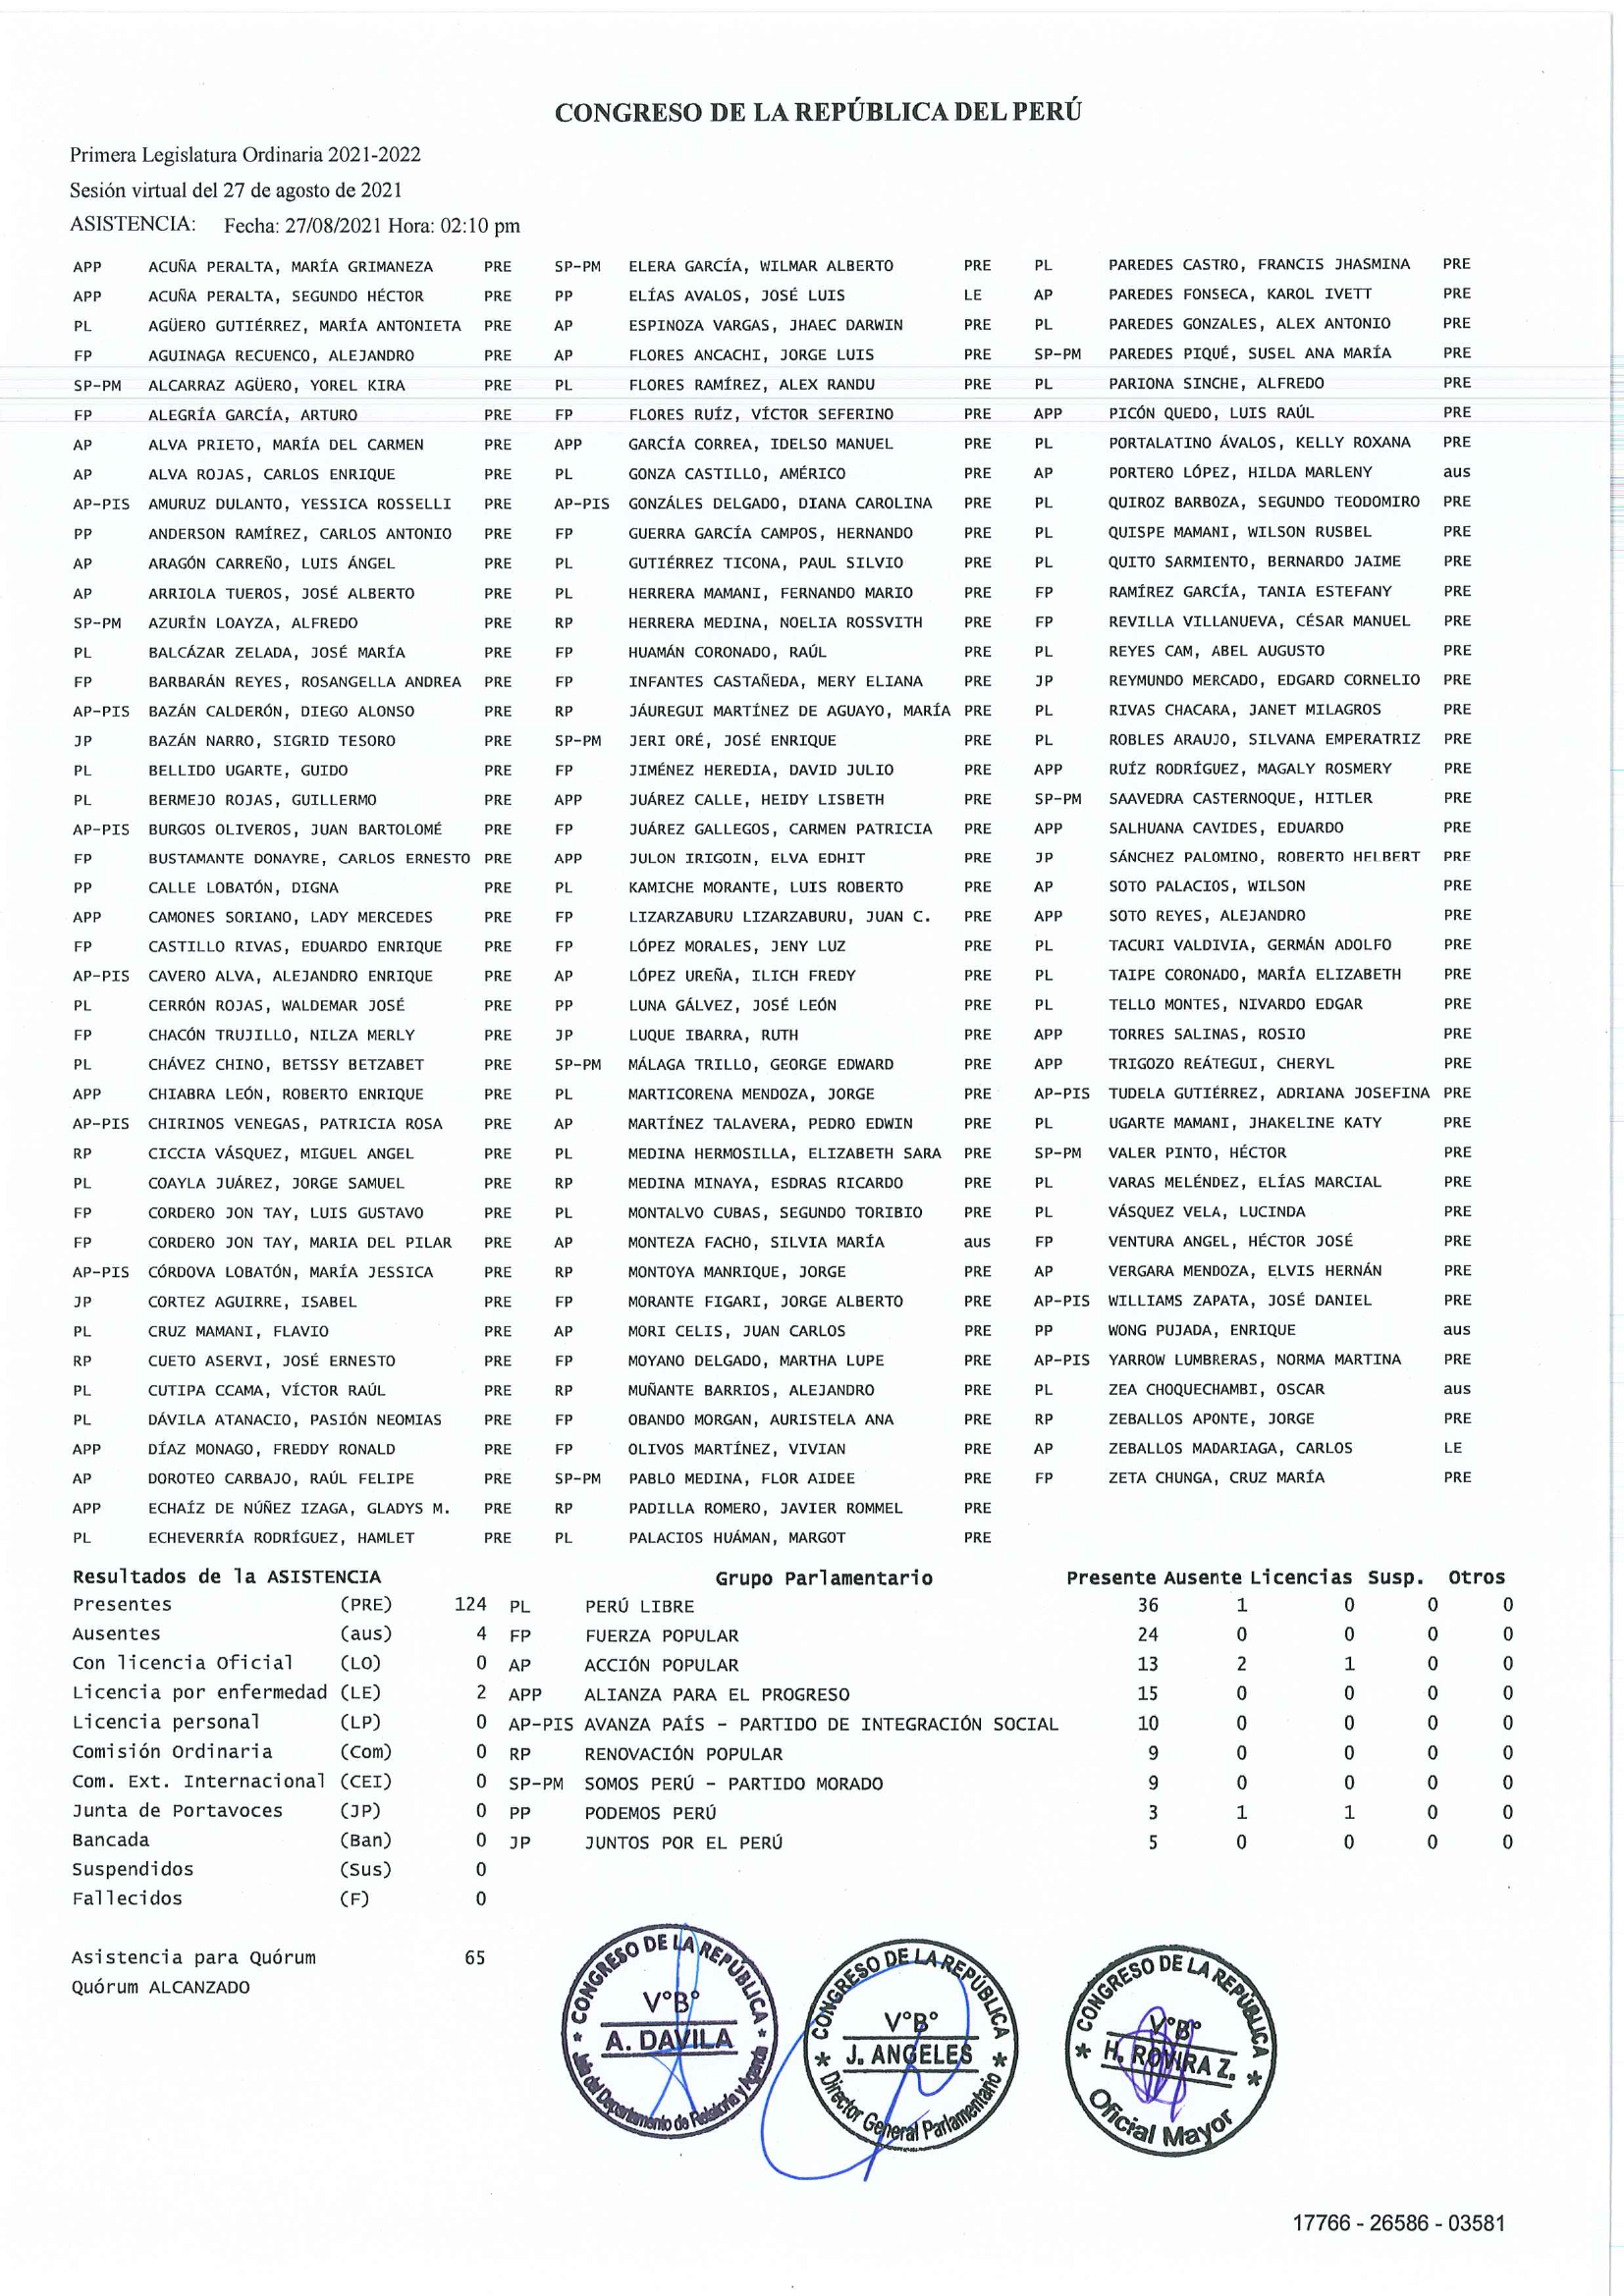 CONGRESO DE LA REPÚBLICA DEL PERÚ
Primera Legislatura Ordinaria 2021-2022
Sesión virtual del 27 de agosto de 2021
ASISTENCIA: Fecha: 27/08/2021 Hora: 02:10 pm
APP ACUÑA PERALTA, MARÍA GRIMANEZA PRE SP-PM ELERA GARCÍA, WILMAR ALBERTO PRE PL PAREDES CASTRO, FRANCIS JHASMINA PRE
APP ACUÑA PERALTA, SEGUNDO HÉCTOR PRE PP ELÍAS AVALOS, JOSÉ LUIS LE AP PAREDES FONSECA, KAROL IVETT PRE
PL AGÜERO GUTIÉRREZ, MARÍA ANTONIETA PRE AP ESPINOZA VARGAS, JHAEC DARWIN PRE PL PAREDES GONZALES, ALEX ANTONIO PRE
FP AGUINAGA RECUENCO, ALEJANDRO PRE AP FLORES ANCACHI, JORGE LUIS PRE SP-PM PAREDES PIQUÉ, SUSEL ANA MARÍA PRE
SP-PM ALCARRAZ AGÜERO, YOREL KIRA PRE PL FLORES RAMÍREZ, ALEX RANDU PRE PL PARIONA SINCHE, ALFREDO PRE
FP ALEGRÍA GARCÍA, ARTURO PRE FP FLORES RUÍZ, VÍCTOR SEFERINO PRE APP PICÓN QUEDO, LUIS RAÚL PRE
AP ALVA PRIETO, MARÍA DEL CARMEN PRE APP GARCÍA CORREA, IDELSO MANUEL PRE PL PORTALATINO ÁVALOS, KELLY ROXANA PRE
AP ALVA ROJAS, CARLOS ENRIQUE PRE PL GONZA CASTILLO, AMÉRICO PRE AP PORTERO LÓPEZ, HILDA MARLENY aus
AP-PIS AMURUZ DULANTO, YESSICA ROSSELLI PRE AP-PIS GONZÁLES DELGADO, DIANA CAROLINA PRE PL QUIROZ BARBOZA, SEGUNDO TEODOMIRO PRE
PP ANDERSON RAMÍREZ, CARLOS ANTONIO PRE FP GUERRA GARCÍA CAMPOS, HERNANDO PRE PL QUISPE MAMANI, WILSON RUSBEL PRE
AP ARAGÓN CARREÑO, LUIS ÁNGEL PRE PL GUTIÉRREZ TICONA, PAUL SILVIO PRE PL QUITO SARMIENTO, BERNARDO JAIME PRE
AP ARRIOLA TUEROS, JOSÉ ALBERTO PRE PL HERRERA MAMANI, FERNANDO MARIO PRE FP RAMÍREZ GARCÍA, TANIA ESTEFANY PRE
SP-PM AZURÍN LOAYZA, ALFREDO PRE RP HERRERA MEDINA, NOELIA ROSSVITH PRE FP REVILLA VILLANUEVA, CÉSAR MANUEL PRE
PL BALCÁZAR ZELADA, JOSÉ MARÍA PRE FP HUAMÁN CORONADO, RAÚL PRE PL REYES CAM, ABEL AUGUSTO PRE
FP BARBARÁN REYES, ROSANGELLA ANDREA PRE FP INFANTES CASTAÑEDA, MERY ELIANA PRE JP REYMUNDO MERCADO, EDGARD CORNELIO PRE
AP-PIS BAZÁN CALDERÓN, DIEGO ALONSO PRE RP JÁUREGUI MARTÍNEZ DE AGUAYO, MARÍA PRE PL RIVAS CHACARA, JANET MILAGROS PRE
JP BAZÁN NARRO, SIGRID TESORO PRE SP-PM JERI ORÉ, JOSÉ ENRIQUE PRE PL ROBLES ARAUJO, SILVANA EMPERATRIZ PRE
PL BELLIDO UGARTE, GUIDO PRE FP JIMÉNEZ HEREDIA, DAVID JULIO PRE APP RUÍZ RODRÍGUEZ, MAGALY ROSMERY PRE
PL BERMEJO ROJAS, GUILLERMO PRE APP JUÁREZ CALLE, HEIDY LISBETH PRE SP-PM SAAVEDRA CASTERNOQUE, HITLER PRE
AP-PIS BURGOS OLIVEROS, JUAN BARTOLOMÉ PRE FP JUÁREZ GALLEGOS, CARMEN PATRICIA PRE APP SALHUANA CAVIDES, EDUARDO PRE
FP BUSTAMANTE DONAYRE, CARLOS ERNESTO PRE APP JULON IRIGOIN, ELVA EDHIT PRE JP SÁNCHEZ PALOMINO, ROBERTO HELBERT PRE
PP CALLE LOBATÓN, DIGNA PRE PL KAMICHE MORANTE, LUIS ROBERTO PRE AP SOTO PALACIOS, WILSON PRE
APP CAMONES SORIANO, LADY MERCEDES PRE FP LIZARZABURU LIZARZABURU, JUAN C. PRE APP SOTO REYES, ALEJANDRO PRE
FP CASTILLO RIVAS, EDUARDO ENRIQUE PRE FP LÓPEZ MORALES, JENY LUZ PRE PL TACURI VALDIVIA, GERMÁN ADOLFO PRE
AP-PIS CAVERO ALVA, ALEJANDRO ENRIQUE PRE AP LÓPEZ UREÑA, ILICH FREDY PRE PL TAIPE CORONADO, MARÍA ELIZABETH PRE
PL CERRÓN ROJAS, WALDEMAR JOSÉ PRE PP LUNA GÁLVEZ, JOSÉ LEÓN PRE PL TELLO MONTES, NIVARDO EDGAR PRE
FP CHACÓN TRUJILLO, NILZA MERLY PRE JP LUQUE IBARRA, RUTH PRE APP TORRES SALINAS, ROSIO PRE
PL CHÁVEZ CHINO, BETSSY BETZABET PRE SP-PM MÁLAGA TRILLO, GEORGE EDWARD PRE APP TRIGOZO REÁTEGUI, CHERYL PRE
APP CHIABRA LEÓN, ROBERTO ENRIQUE PRE PL MARTICORENA MENDOZA, JORGE PRE AP-PIS TUDELA GUTIÉRREZ, ADRIANA JOSEFINA PRE
AP-PIS CHIRINOS VENEGAS, PATRICIA ROSA PRE AP MARTÍNEZ TALAVERA, PEDRO EDWIN PRE PL UGARTE MAMANI, JHAKELINE KATY PRE
RP CICCIA VÁSQUEZ, MIGUEL ANGEL PRE PL MEDINA HERMOSILLA, ELIZABETH SARA PRE SP-PM VALER PINTO, HÉCTOR PRE
PL COAYLA JUÁREZ, JORGE SAMUEL PRE RP MEDINA MINAYA, ESDRAS RICARDO PRE PL VARAS MELÉNDEZ, ELÍAS MARCIAL PRE
FP CORDERO JON TAY, LUIS GUSTAVO PRE PL MONTALVO CUBAS, SEGUNDO TORIBIO PRE PL VÁSQUEZ VELA, LUCINDA PRE
FP CORDERO JON TAY, MARIA DEL PILAR PRE AP MONTEZA FACHO, SILVIA MARÍA aus FP VENTURA ANGEL, HÉCTOR JOSÉ PRE
AP-PIS CÓRDOVA LOBATÓN, MARÍA JESSICA PRE RP MONTOYA MANRIQUE, JORGE PRE AP VERGARA MENDOZA, ELVIS HERNÁN PRE
JP CORTEZ AGUIRRE, ISABEL PRE FP MORANTE FIGARI, JORGE ALBERTO PRE AP-PIS WILLIAMS ZAPATA, JOSÉ DANIEL PRE
PL CRUZ MAMANI, FLAVIO PRE AP MORI CELIS, JUAN CARLOS PRE PP WONG PUJADA, ENRIQUE aus
RP CUETO ASERVI, JOSÉ ERNESTO PRE FP MOYANO DELGADO, MARTHA LUPE PRE AP-PIS YARROW LUMBRERAS, NORMA MARTINA PRE
PL CUTIPA CCAMA, VÍCTOR RAÚL PRE RP MUÑANTE BARRIOS, ALEJANDRO PRE PL ZEA CHOQUECHAMBI, OSCAR aus
PL DÁVILA ATANACIO, PASIÓN NEOMIAS PRE FP OBANDO MORGAN, AURISTELA ANA PRE RP ZEBALLOS APONTE, JORGE PRE
APP DÍAZ MONAGO, FREDDY RONALD PRE FP OLIVOS MARTÍNEZ, VIVIAN PRE AP ZEBALLOS MADARIAGA, CARLOS LE
AP DOROTEO CARBAJO, RAÚL FELIPE PRE SP-PM PABLO MEDINA, FLOR AIDEE PRE FP ZETA CHUNGA, CRUZ MARÍA PRE
APP ECHAÍZ DE NÚÑEZ IZAGA, GLADYS M. PRE RP PADILLA ROMERO, JAVIER ROMMEL PRE
PL ECHEVERRÍA RODRÍGUEZ, HAMLET PRE PL PALACIOS HUÁMAN, MARGOT PRE
Resultados de la ASISTENCIA Grupo Parlamentario Presente Ausente Licencias Susp. Otros
Presentes (PRE) 124 PL PERÚ LIBRE 36 1 0 0 0
Ausentes (aus) 4 FP FUERZA POPULAR 24 0 0 0 0
Con licencia Oficial (LO) 0 AP ACCIÓN POPULAR 13 2 1 0 0
Licencia por enfermedad (LE) 2 APP ALIANZA PARA EL PROGRESO 15 0 0 0 0
Licencia personal (LP) 0 AP-PIS AVANZA PAÍS - PARTIDO DE INTEGRACIÓN SOCIAL 10 0 0 0 0
Comisión Ordinaria (Com) 0 RP RENOVACIÓN POPULAR 9 0 0 0 0
Com. Ext. Internacional (CEI) 0 SP-PM SOMOS PERÚ - PARTIDO MORADO 9 0 0 0 0
Junta de Portavoces (JP) 0 PP PODEMOS PERÚ 3 1 1 0 0
Bancada (Ban) 0 JP JUNTOS POR EL PERÚ 5 0 0 0 0
Suspendidos (Sus) 0
Fallecidos (F) 0
Asistencia para Quórum 65
Quórum ALCANZADO
CONGRESO DE LA REPÚBLICA
V°B°
A. DAVILA
Jefe del Departamento de Relatoría y Agenda
CONGRESO DE LA REPÚBLICA
V°B°
J. ANGELES
Director General Parlamentario
CONGRESO DE LA REPÚBLICA
V°B°
H. ROVIRA Z.
Oficial Mayor
17766 - 26586 - 03581